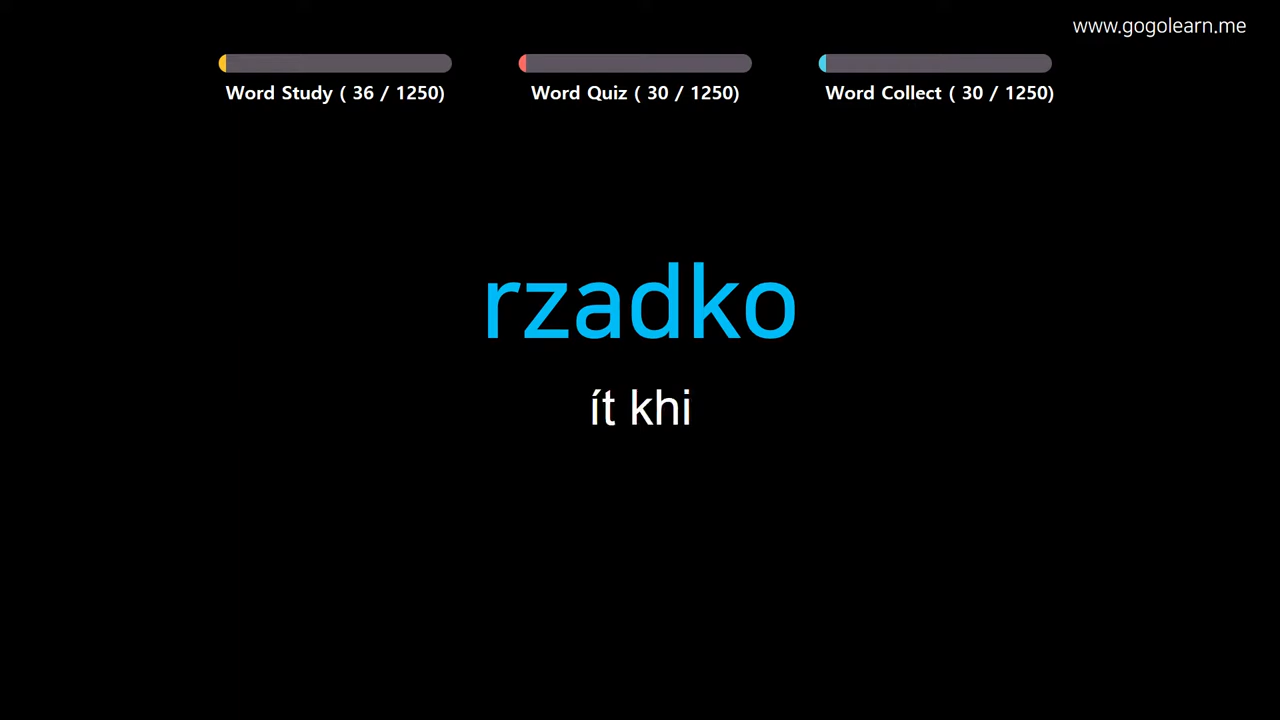 www.gogolearn.me
Word Study ( 36 / 1250)
Word Quiz ( 30 / 1250)
Word Collect ( 30 / 1250)
rzadko
ít khi